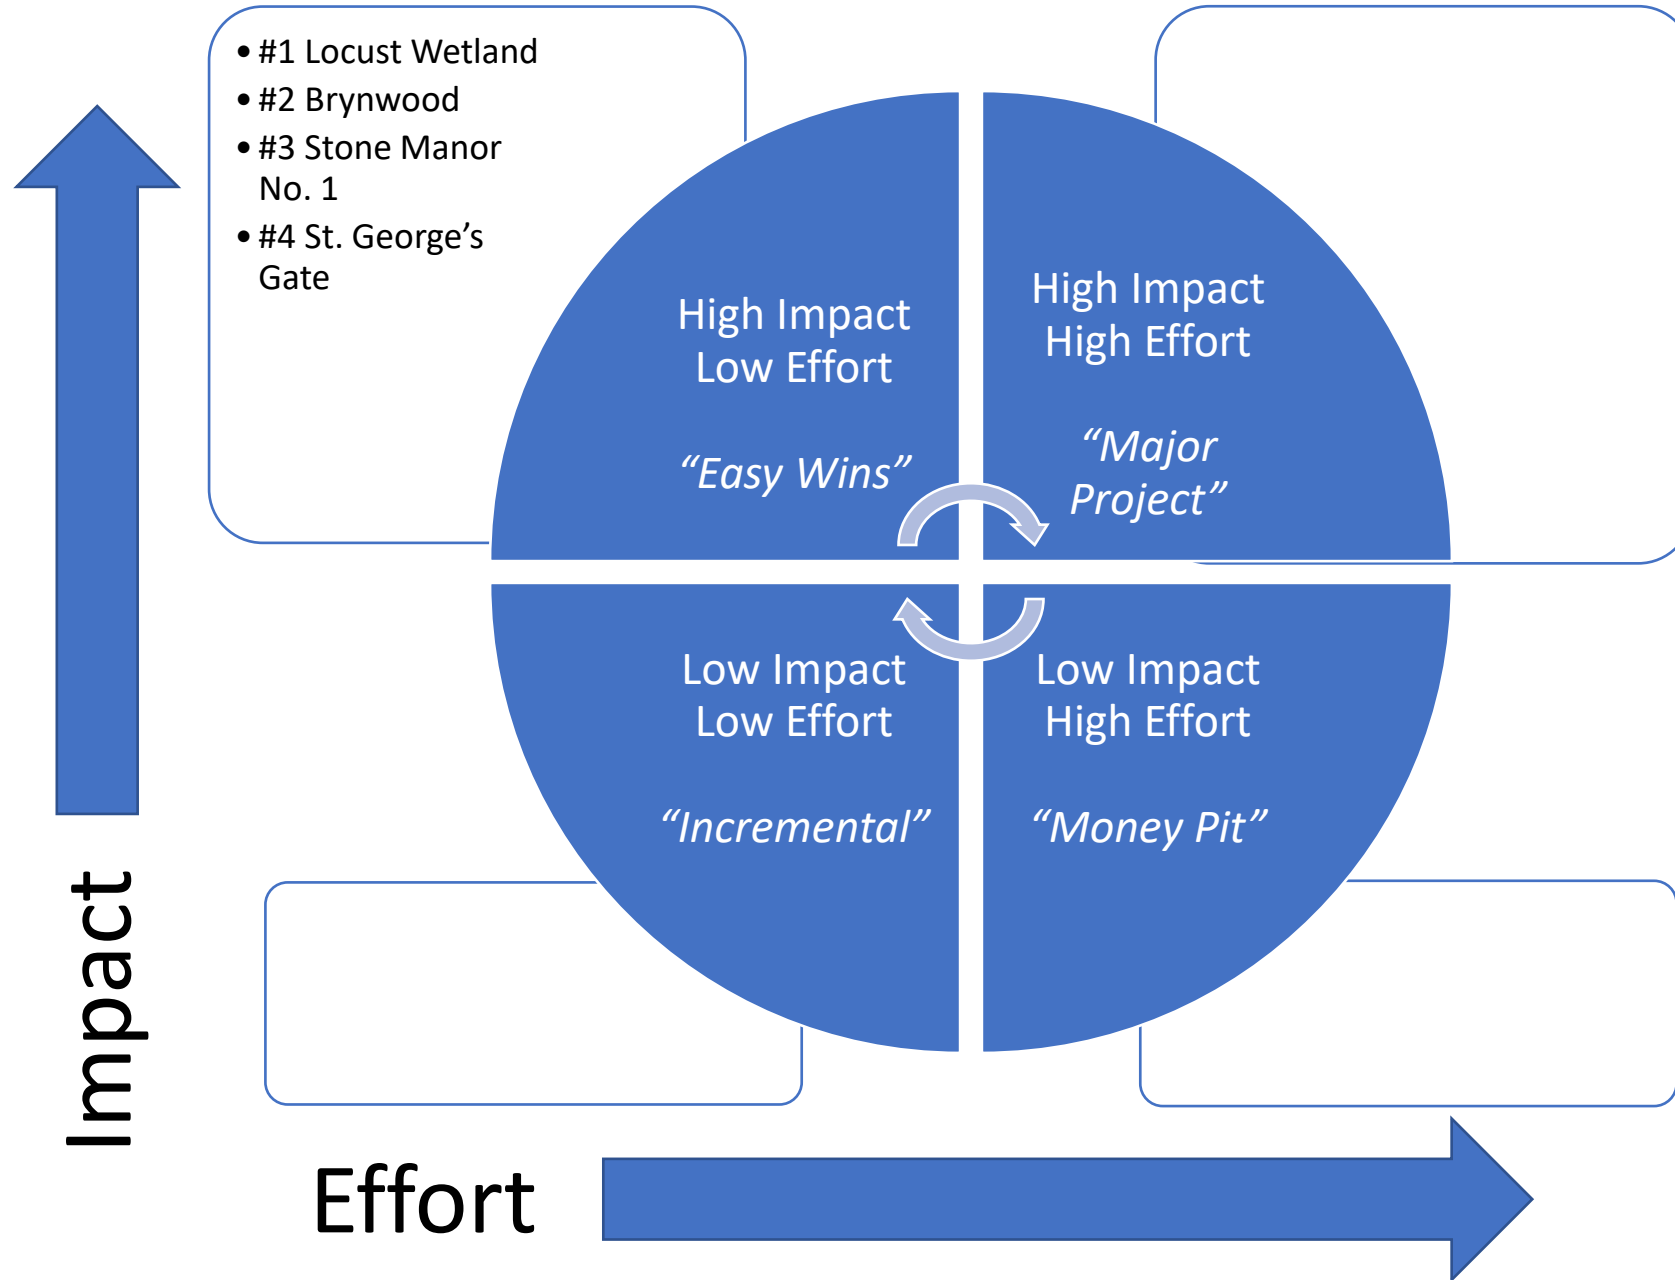 • #1 Locust Wetland
• #2 Brynwood
• #3 Stone Manor
No. 1
• #4 St. George’s
Gate
High Impact
Low Effort
“Easy Wins”
High Impact
High Effort
“Major
Project”
Low Impact
Low Effort
“Incremental”
Low Impact
High Effort
“Money Pit”
Impact
Effort